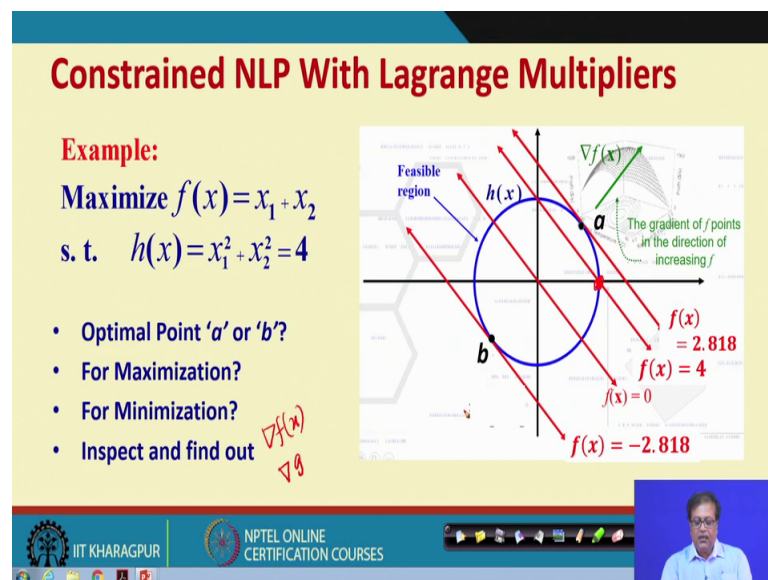 Constrained NLP With Lagrange Multipliers
Example:
Maximize f(x)=x₁+x₂
s. t. h(x)=x₁²+x₂²=4
• Optimal Point ‘a’ or ‘b’?
• For Maximization?
• For Minimization?
• Inspect and find out
∇f(x)
∇g
Feasible
region
h(x)
∇f(x)
a
The gradient of f points
in the direction of
increasing f
b
f(x)
= 2.818
f(x) = 4
f(x) = 0
f(x) = −2.818
IIT KHARAGPUR
NPTEL ONLINE
CERTIFICATION COURSES